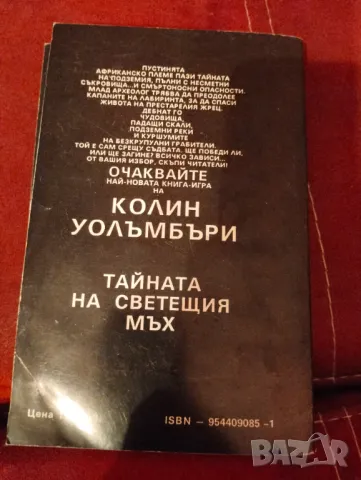 ПУСТИНЯТА
АФРИКАНСКО ПЛЕМЕ ПАЗИ ТАЙНАТА
НА ПОДЗЕМИЯ, ПЪЛНИ С НЕСМЕТНИ
СЪКРОВИЩА...И СМЪРТОНОСНИ ОПАСНОСТИ.
МЛАД АРХЕОЛОГ ТРЯБВА ДА ПРЕОДОЛЕЕ
КАПАНИТЕ НА ЛАБИРИНТА, ЗА ДА СПАСИ
ЖИВОТА НА ПРЕСТАРЕЛИЯ ЖРЕЦ.
ДЕБНАТ ГО
ЧУДОВИЩА,
ПАДАЩИ СКАЛИ,
ПОДЗЕМНИ РЕКИ
И КУРШУМИТЕ
НА БЕЗКРУПУЛНИ ГРАБИТЕЛИ.
ТОЙ Е САМ СРЕЩУ СЪДБАТА. ЩЕ ПОБЕДИ ЛИ,
ИЛИ ЩЕ ЗАГИНЕ? ВСИЧКО ЗАВИСИ...
ОТ ВАШИЯ ИЗБОР, СКЪПИ ЧИТАТЕЛИ!
ОЧАКВАЙТЕ
НАЙ-НОВАТА КНИГА-ИГРА
НА
КОЛИН
УОЛЪМБЪРИ
ТАЙНАТА
НА СВЕТЕЩИЯ
МЪХ
Цена
ISBN – 954409085 -1
BAZAR
bg